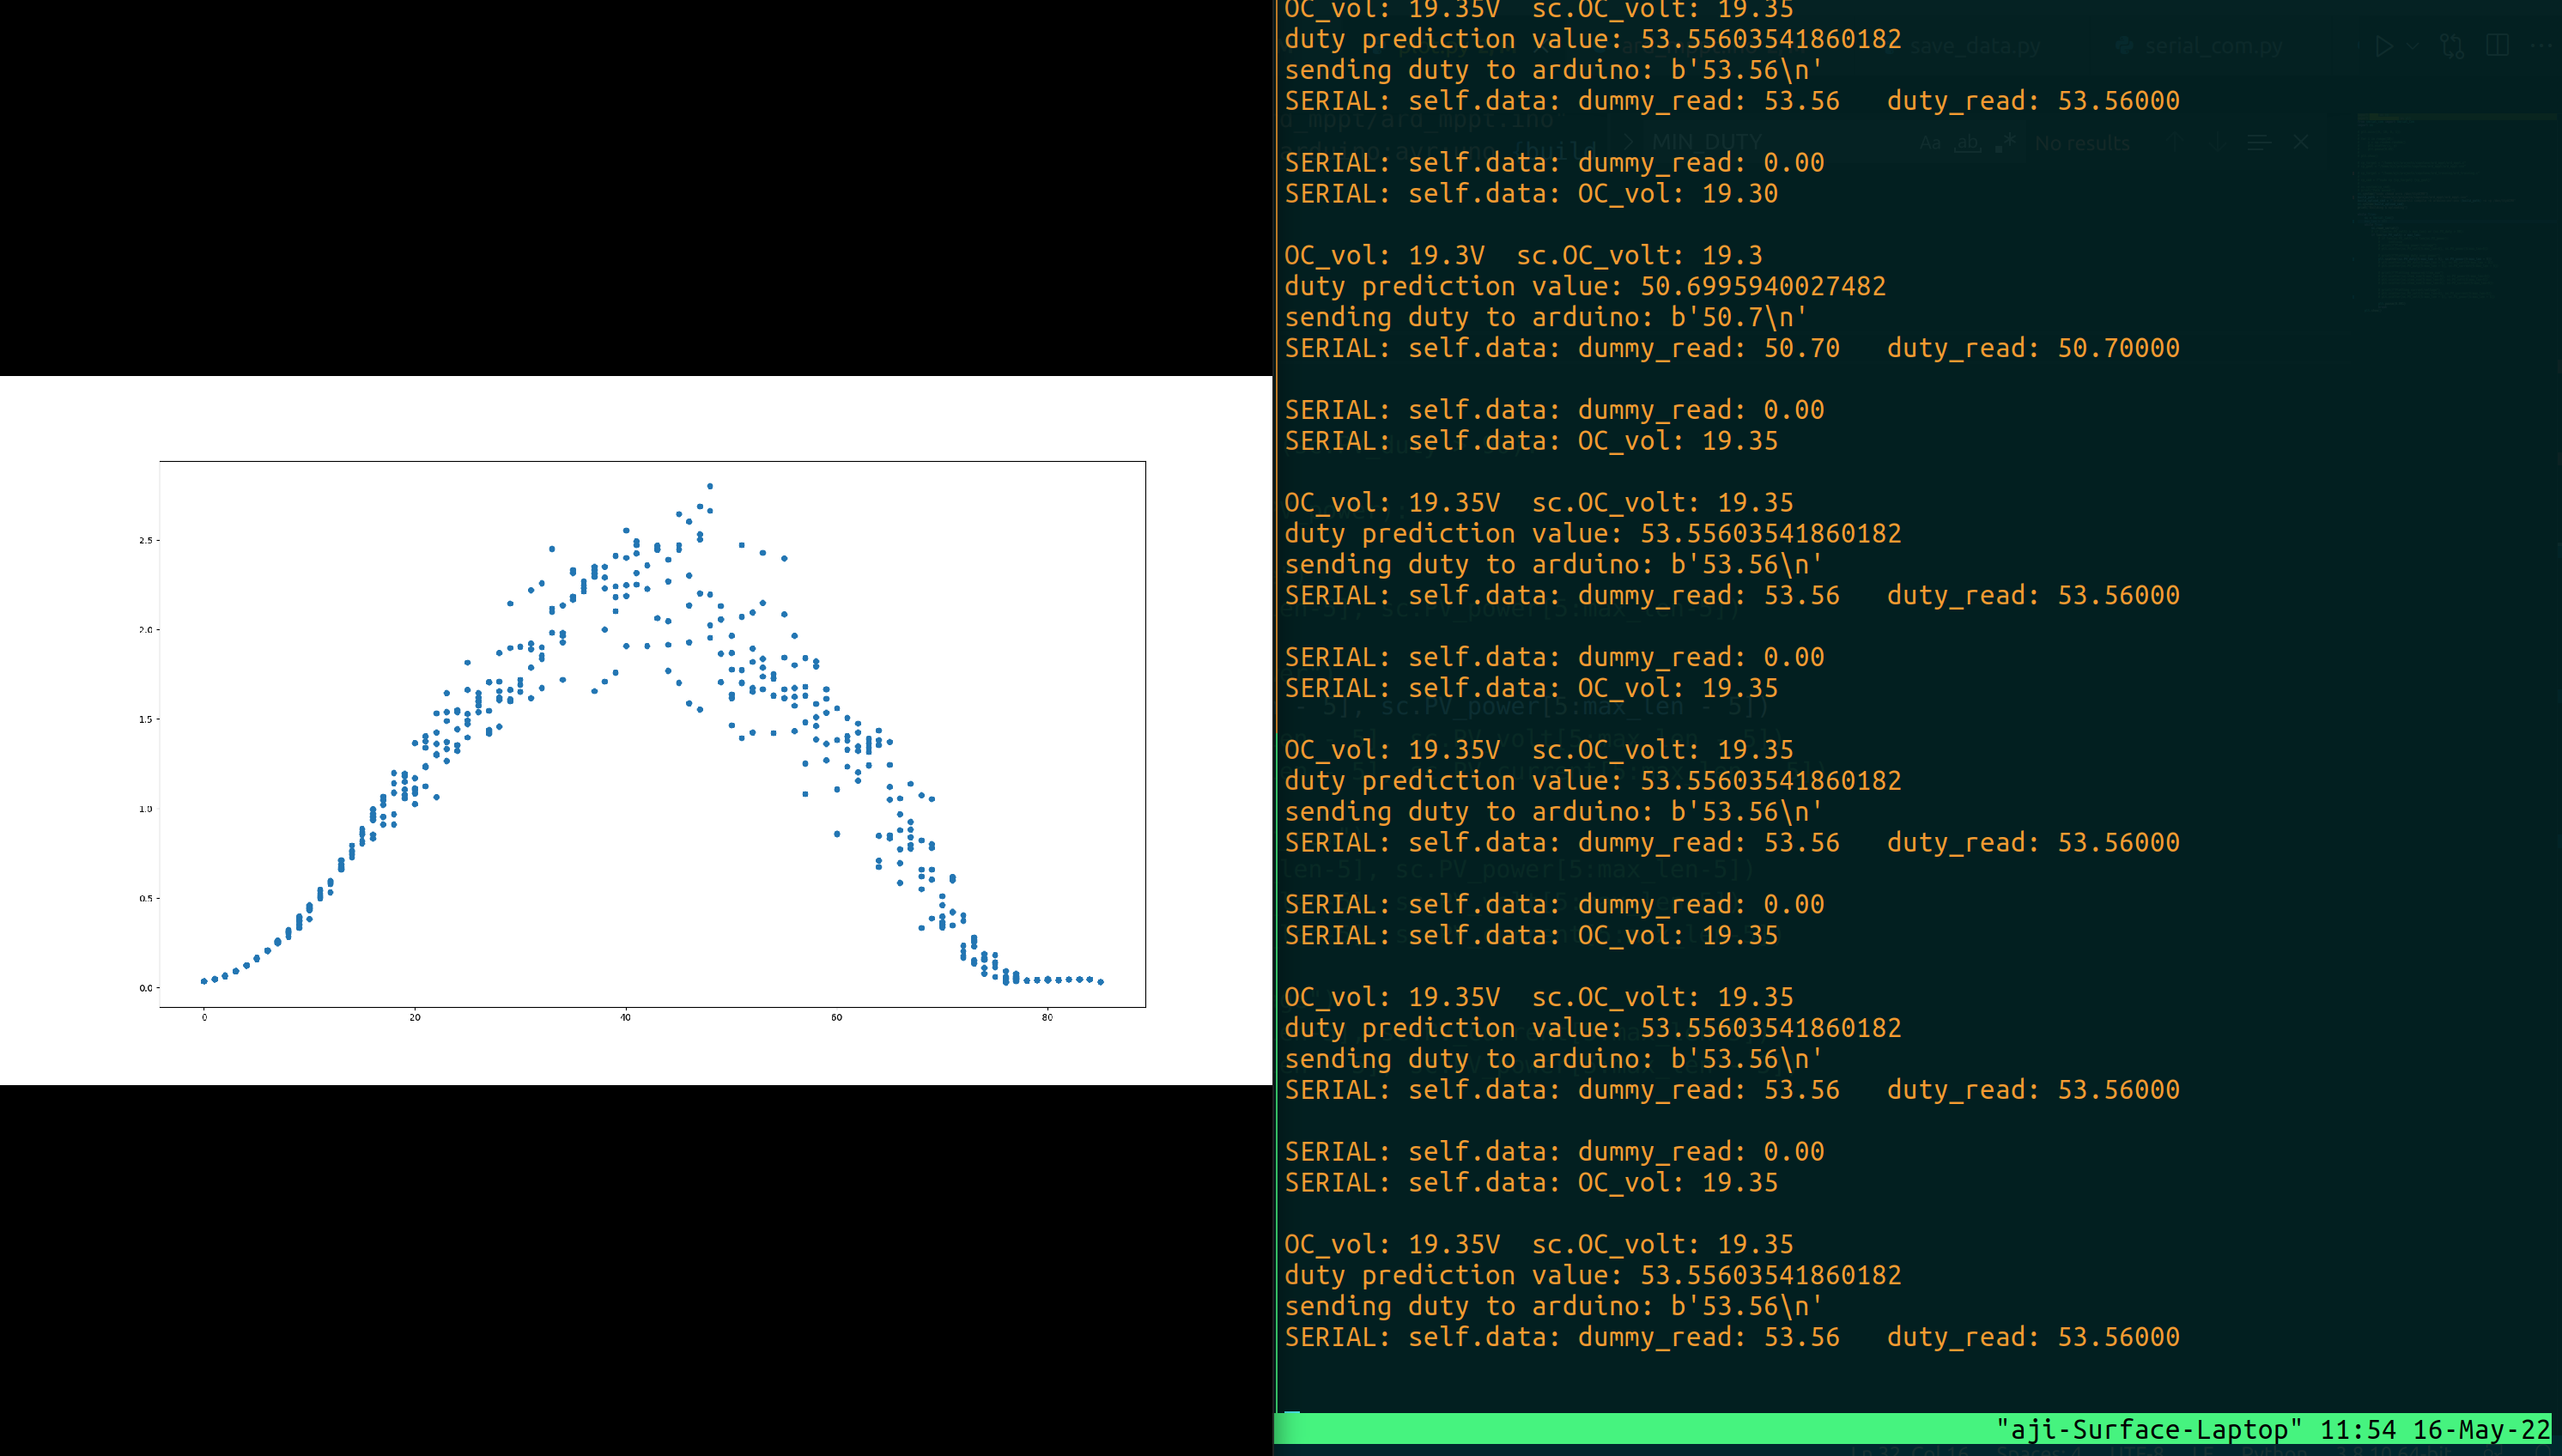 2.5
2.0
1.5
1.0
0.5
0.0
0 20 40 60 80
OC_vol: 19.35V  sc.OC_volt: 19.35
duty prediction value: 53.55603541860182
sending duty to arduino: b'53.56\n'
SERIAL: self.data: dummy_read: 53.56   duty_read: 53.56000
SERIAL: self.data: dummy_read: 0.00
SERIAL: self.data: OC_vol: 19.30
OC_vol: 19.3V  sc.OC_volt: 19.3
duty prediction value: 50.6995940027482
sending duty to arduino: b'50.7\n'
SERIAL: self.data: dummy_read: 50.70   duty_read: 50.70000
SERIAL: self.data: dummy_read: 0.00
SERIAL: self.data: OC_vol: 19.35
OC_vol: 19.35V  sc.OC_volt: 19.35
duty prediction value: 53.55603541860182
sending duty to arduino: b'53.56\n'
SERIAL: self.data: dummy_read: 53.56   duty_read: 53.56000
SERIAL: self.data: dummy_read: 0.00
SERIAL: self.data: OC_vol: 19.35
OC_vol: 19.35V  sc.OC_volt: 19.35
duty prediction value: 53.55603541860182
sending duty to arduino: b'53.56\n'
SERIAL: self.data: dummy_read: 53.56   duty_read: 53.56000
SERIAL: self.data: dummy_read: 0.00
SERIAL: self.data: OC_vol: 19.35
OC_vol: 19.35V  sc.OC_volt: 19.35
duty prediction value: 53.55603541860182
sending duty to arduino: b'53.56\n'
SERIAL: self.data: dummy_read: 53.56   duty_read: 53.56000
SERIAL: self.data: dummy_read: 0.00
SERIAL: self.data: OC_vol: 19.35
OC_vol: 19.35V  sc.OC_volt: 19.35
duty prediction value: 53.55603541860182
sending duty to arduino: b'53.56\n'
SERIAL: self.data: dummy_read: 53.56   duty_read: 53.56000
"aji-Surface-Laptop" 11:54 16-May-22
save_data.py
serial_com.py
MIN_DUTY
No results